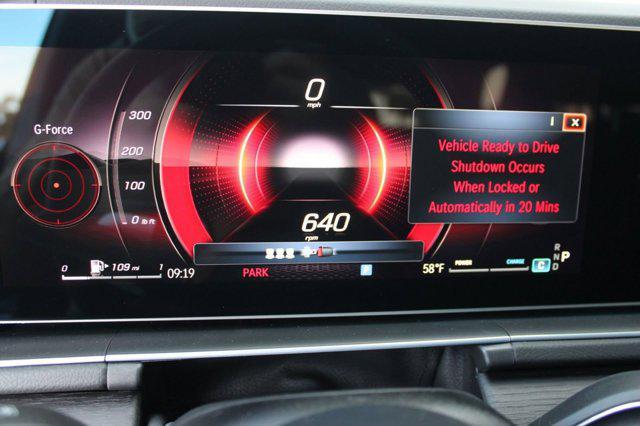 0
mph
G-Force
300
200
100
0 lb ft
i X
Vehicle Ready to Drive
Shutdown Occurs
When Locked or
Automatically in 20 Mins
640
rpm
0 109 mi 1
09:19
PARK
P
58°F
POWER CHARGE
C
R
N
D
P